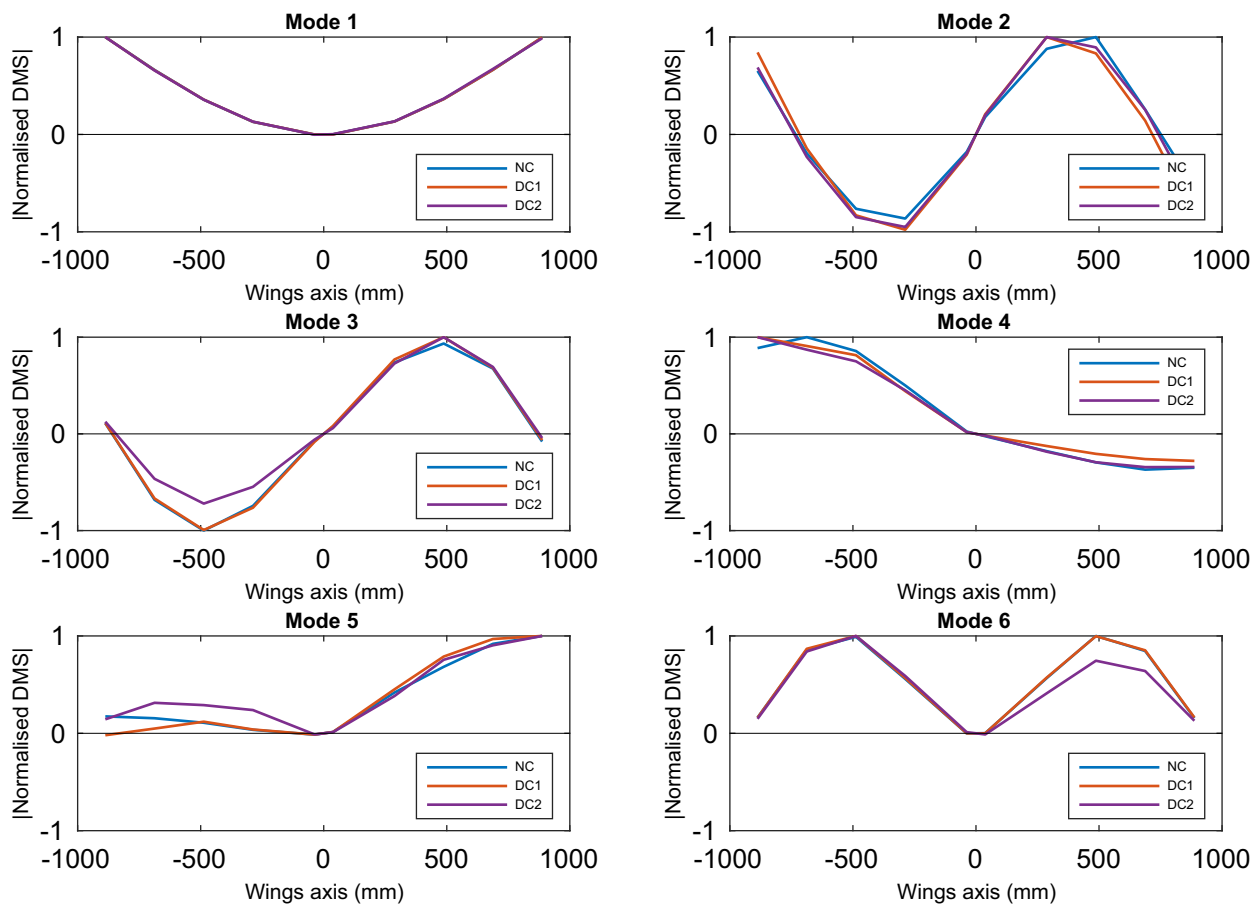 Mode 1
|Normalised DMS|
1
0
-1
NC
DC1
DC2
-1000 -500 0 500 1000
Wings axis (mm)
Mode 2
|Normalised DMS|
1
0
-1
NC
DC1
DC2
-1000 -500 0 500 1000
Wings axis (mm)
Mode 3
|Normalised DMS|
1
0
-1
NC
DC1
DC2
-1000 -500 0 500 1000
Wings axis (mm)
Mode 4
|Normalised DMS|
1
0
-1
NC
DC1
DC2
-1000 -500 0 500 1000
Wings axis (mm)
Mode 5
|Normalised DMS|
1
0
-1
NC
DC1
DC2
-1000 -500 0 500 1000
Wings axis (mm)
Mode 6
|Normalised DMS|
1
0
-1
NC
DC1
DC2
-1000 -500 0 500 1000
Wings axis (mm)